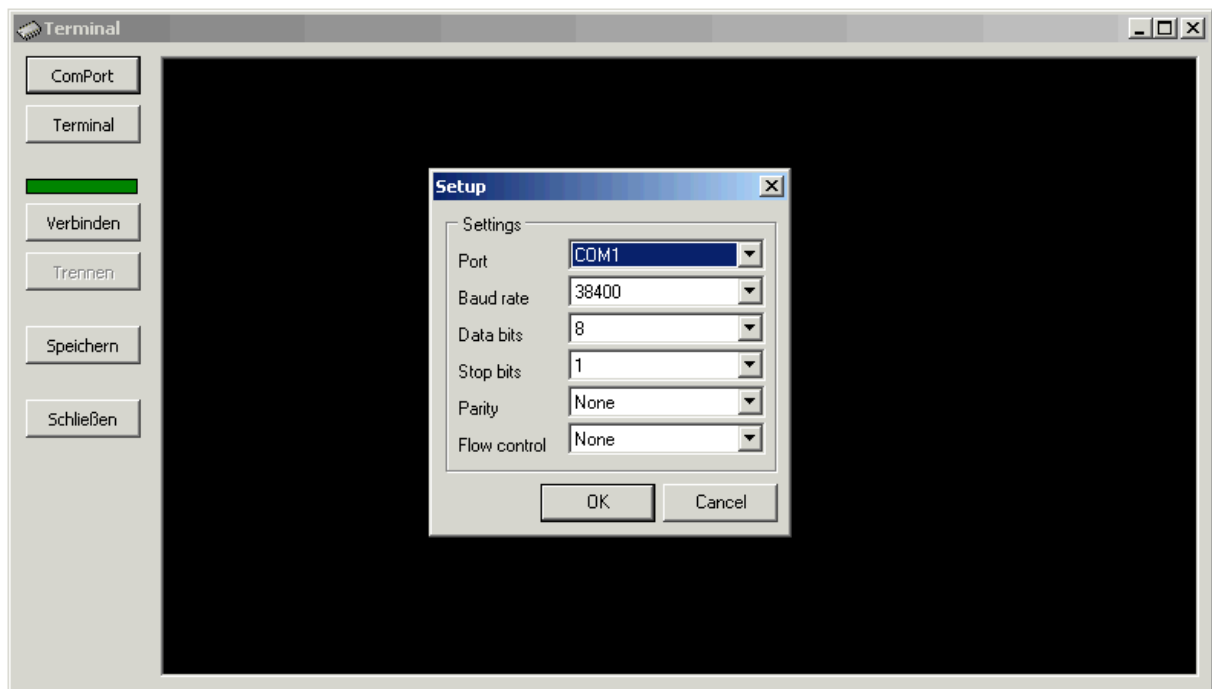 Terminal
ComPort
Terminal
Verbinden
Trennen
Speichern
Schließen
Setup
Settings
Port COM1
Baud rate 38400
Data bits 8
Stop bits 1
Parity None
Flow control None
OK Cancel